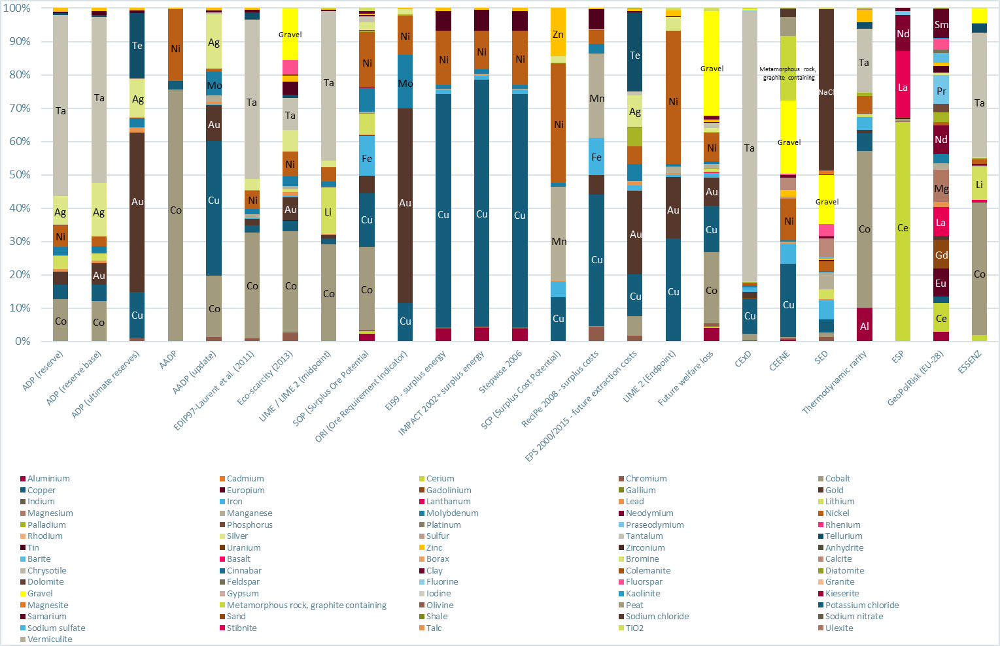 100%
90%
80%
70%
60%
50%
40%
30%
20%
10%
0%
Ta
Ag
Ni
Co
Ta
Ag
Au
Co
Te
Ag
Au
Cu
Ni
Co
Ag
Mo
Au
Cu
Co
Ta
Ni
Co
Gravel
Ta
Ni
Au
Co
Ta
Li
Co
Ni
Fe
Cu
Co
Ni
Mo
Au
Cu
Ni
Cu
Ni
Cu
Ni
Cu
Zn
Ni
Mn
Cu
Mn
Fe
Cu
Te
Ag
Au
Cu
Ni
Au
Cu
Gravel
Ni
Au
Cu
Co
Ta
Cu
Metamorphous rock,
graphite containing
Gravel
Ni
Cu
NaCl
Gravel
Ta
Co
Al
Nd
La
Ce
Sm
Pr
Nd
Mg
La
Gd
Eu
Ce
Ta
Li
Co
ADP (reserve)
ADP (reserve base)
ADP (ultimate reserves)
AADP
AADP (update)
EDIP97-Laurent et al. (2011)
Eco-scarcity (2013)
LIME / LIME 2 (midpoint)
SOP (Surplus Ore Potential
ORI (Ore Requirement Indicator)
EI99 - surplus energy
IMPACT 2002+ surplus energy
Stepwise 2006
SCP (Surplus Cost Potential)
ReciPe 2008 - surplus costs
EPS 2000/2015 - future extraction costs
LIME 2 (Endpoint)
Future welfare loss
CExD
CEENE
SED
Thermodynamic rarity
ESP
GeoPolRisk (EU-28)
ESSENZ
Aluminium Cadmium Cerium Chromium Cobalt
Copper Europium Gadolinium Gallium Gold
Indium Iron Lanthanum Lead Lithium
Magnesium Manganese Molybdenum Neodymium Nickel
Palladium Phosphorus Platinum Praseodymium Rhenium
Rhodium Silver Sulfur Tantalum Tellurium
Tin Uranium Zinc Zirconium Anhydrite
Barite Basalt Borax Bromine Calcite
Chrysotile Cinnabar Clay Colemanite Diatomite
Dolomite Feldspar Fluorine Fluorspar Granite
Gravel Gypsum Iodine Kaolinite Kieserite
Magnesite Metamorphous rock, graphite containing Olivine Peat Potassium chloride
Samarium Sand Shale Sodium chloride Sodium nitrate
Sodium sulfate Stibnite Talc TiO2 Ulexite
Vermiculite